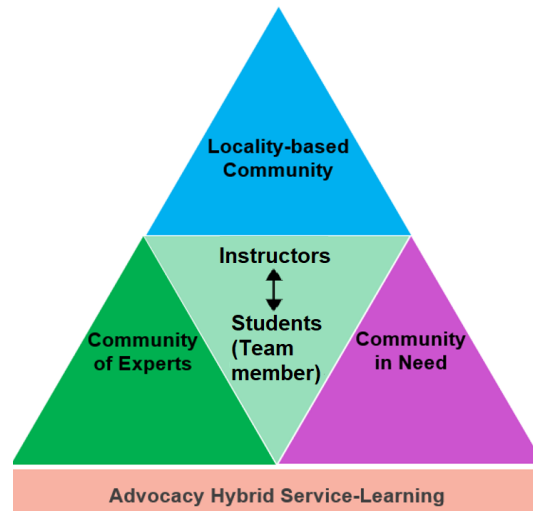 Locality-based
Community
Instructors
Students
(Team
member)
Community
of Experts
Community
in Need
Advocacy Hybrid Service-Learning